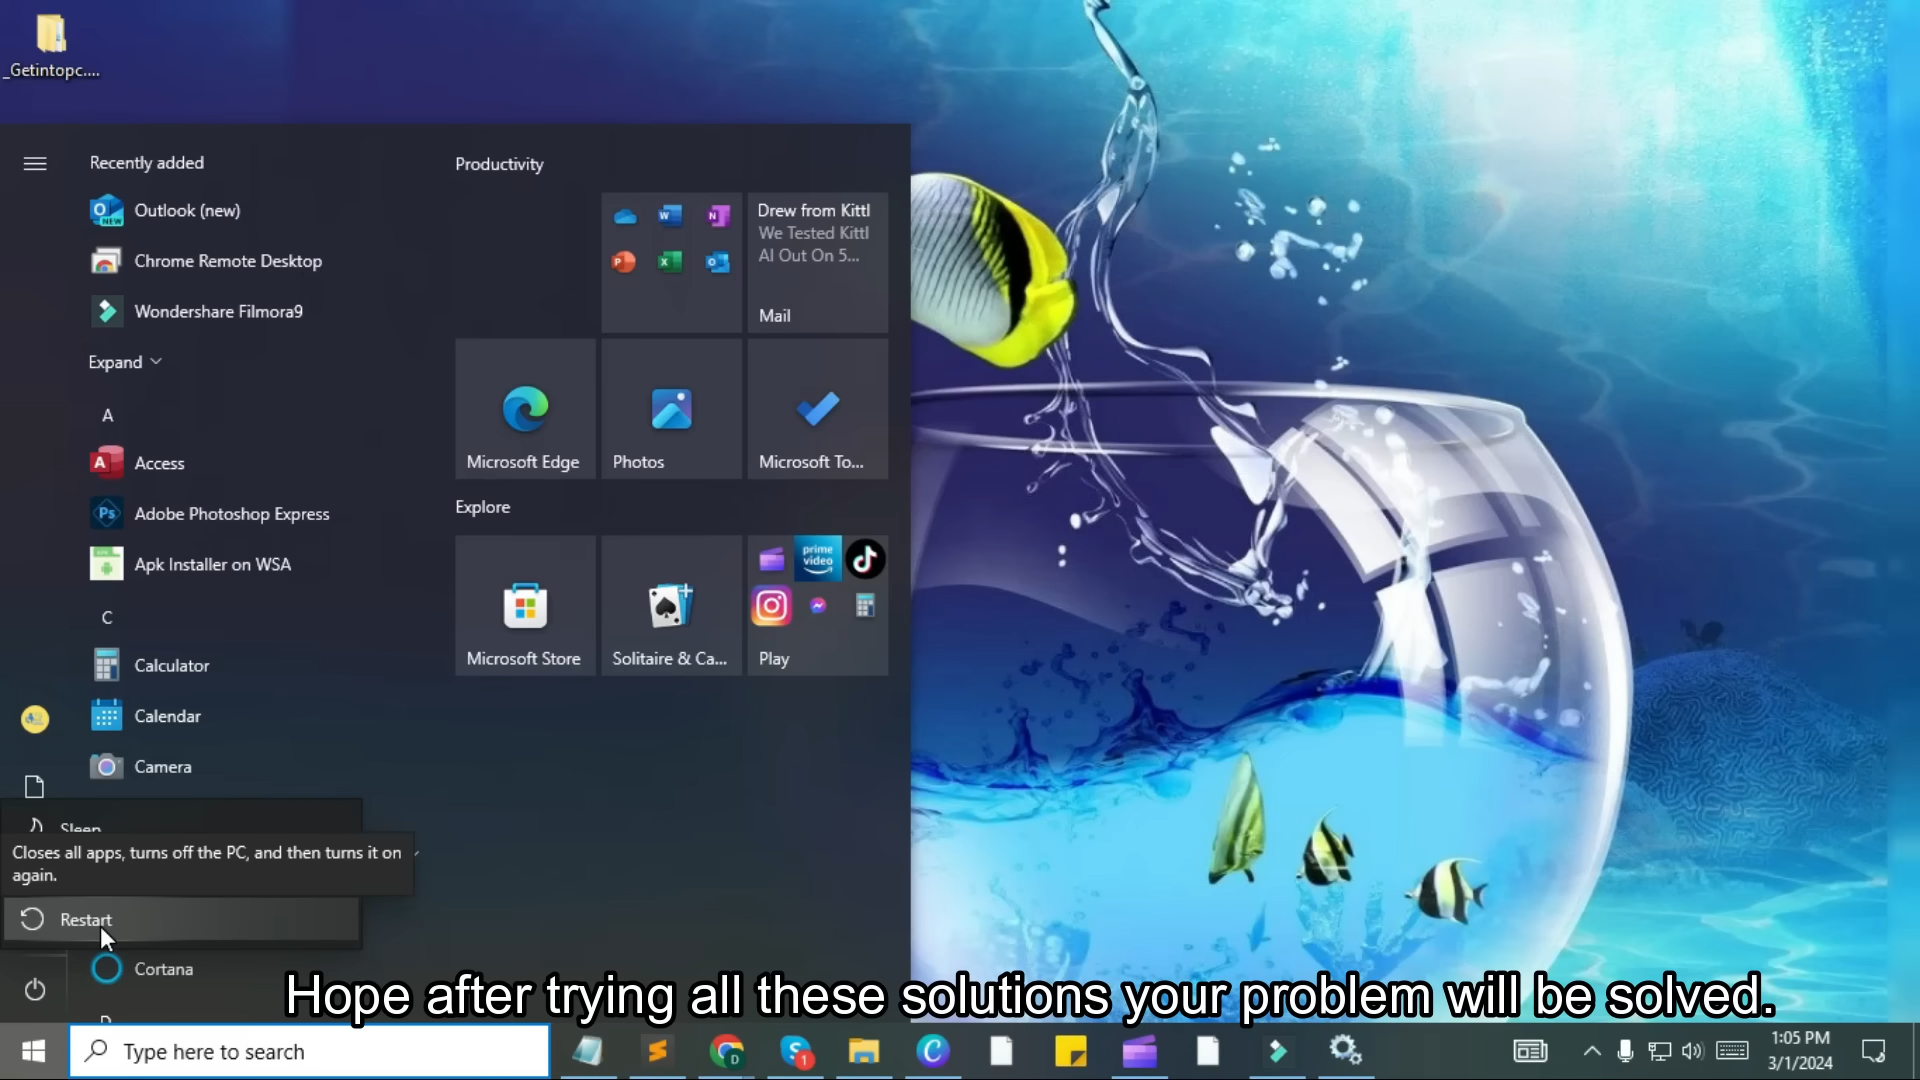 _Getintopc....
Recently added
Outlook (new)
Chrome Remote Desktop
Wondershare Filmora9
Expand
A
Access
Adobe Photoshop Express
Apk Installer on WSA
C
Calculator
Calendar
Camera
Sleep
Closes all apps, turns off the PC, and then turns it on
again.
Restart
Cortana
Productivity
Drew from Kittl
We Tested Kittl
AI Out On 5...
Mail
Microsoft Edge
Photos
Microsoft To...
Explore
prime
video
Microsoft Store
Solitaire & Ca...
Play
Hope after trying all these solutions your problem will be solved.
Type here to search
1:05 PM
3/1/2024